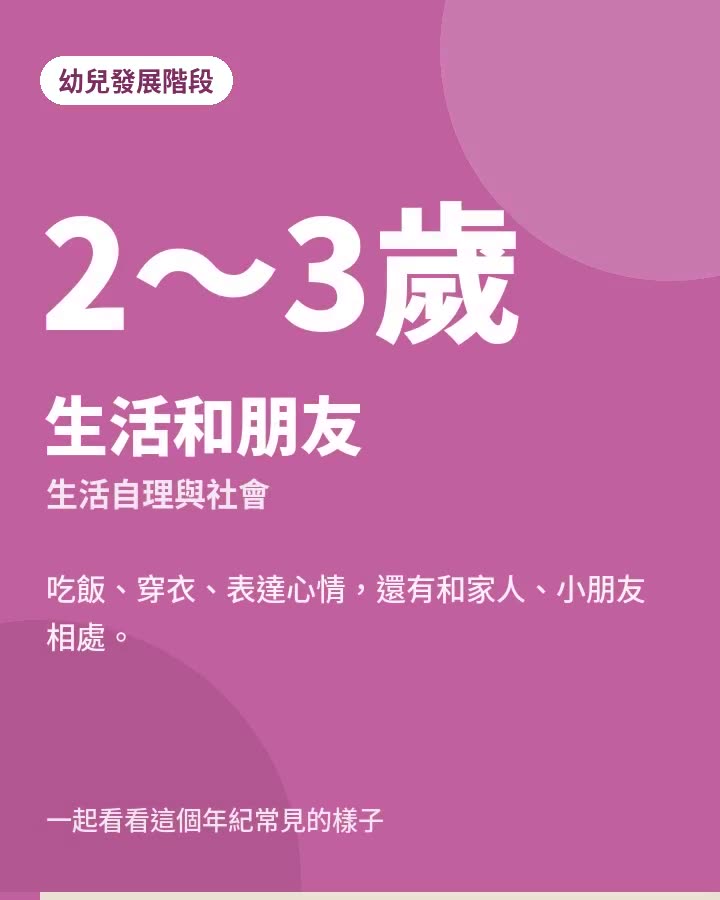 幼兒發展階段
2～3歲
生活和朋友
生活自理與社會
吃飯、穿衣、表達心情，還有和家人、小朋友
相處。
一起看看這個年紀常見的樣子